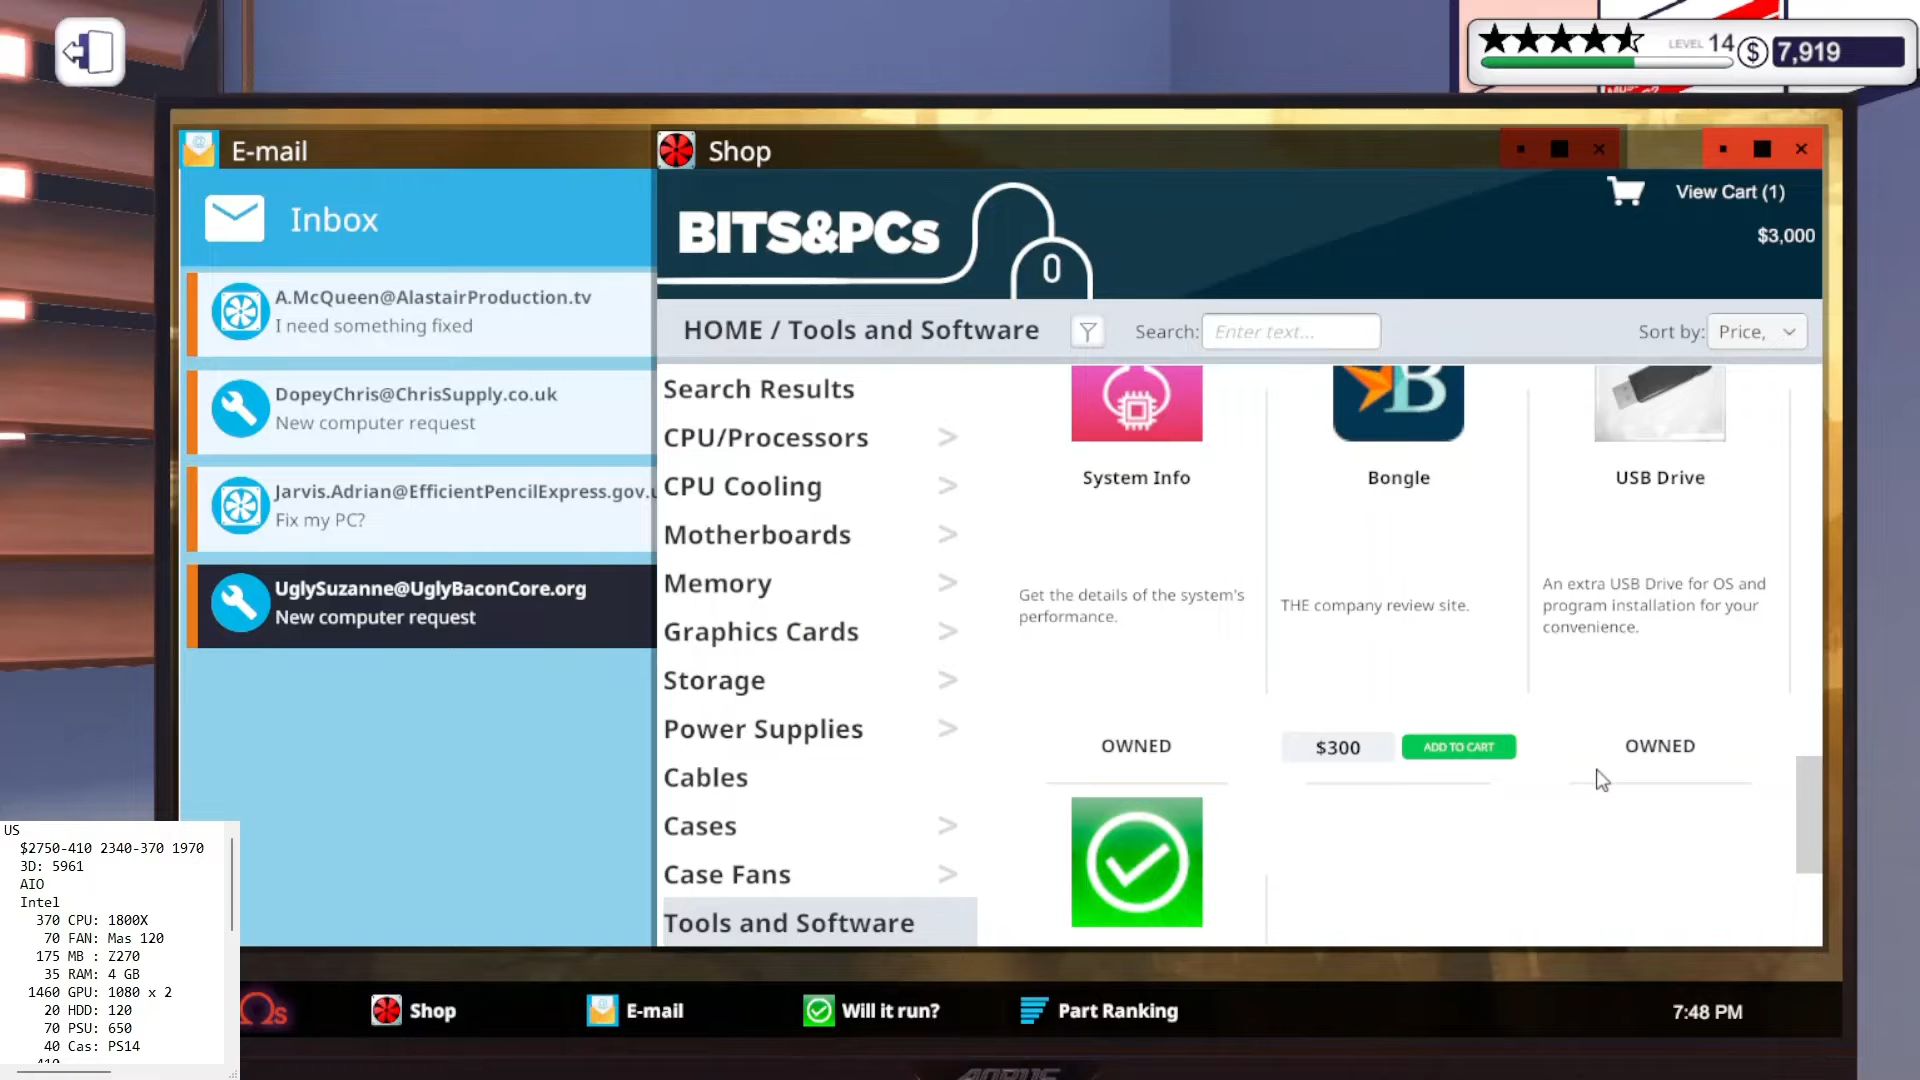 LEVEL 14
$ 7,919
E-mail
Shop
Inbox
A.McQueen@AlastairProduction.tv
I need something fixed
DopeyChris@ChrisSupply.co.uk
New computer request
Jarvis.Adrian@EfficientPencilExpress.gov.u
Fix my PC?
UglySuzanne@UglyBaconCore.org
New computer request
BITS&PCs
View Cart (1)
$3,000
HOME / Tools and Software
Search: Enter text...
Sort by: Price,
Search Results
CPU/Processors >
CPU Cooling >
Motherboards >
Memory >
Graphics Cards >
Storage >
Power Supplies >
Cables
Cases >
Case Fans >
Tools and Software
System Info
Get the details of the system's
performance.
OWNED
B
Bongle
THE company review site.
$300 ADD TO CART
USB Drive
An extra USB Drive for OS and
program installation for your
convenience.
OWNED
US
$2750-410 2340-370 1970
3D: 5961
AIO
Intel
370 CPU: 1800X
70 FAN: Mas 120
175 MB : Z270
35 RAM: 4 GB
1460 GPU: 1080 x 2
20 HDD: 120
70 PSU: 650
40 Cas: PS14
Ωs
Shop
E-mail
Will it run?
Part Ranking
7:48 PM